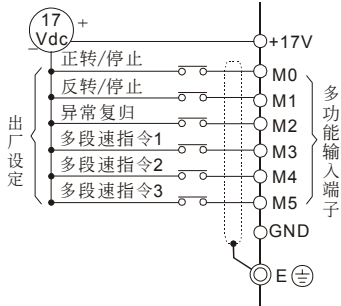 17
Vdc
+
−
+17V
正转/停止
M0
反转/停止
M1
异常复归
M2
多段速指令1
M3
多段速指令2
M4
多段速指令3
M5
GND
E
出厂设定
多功能输入端子